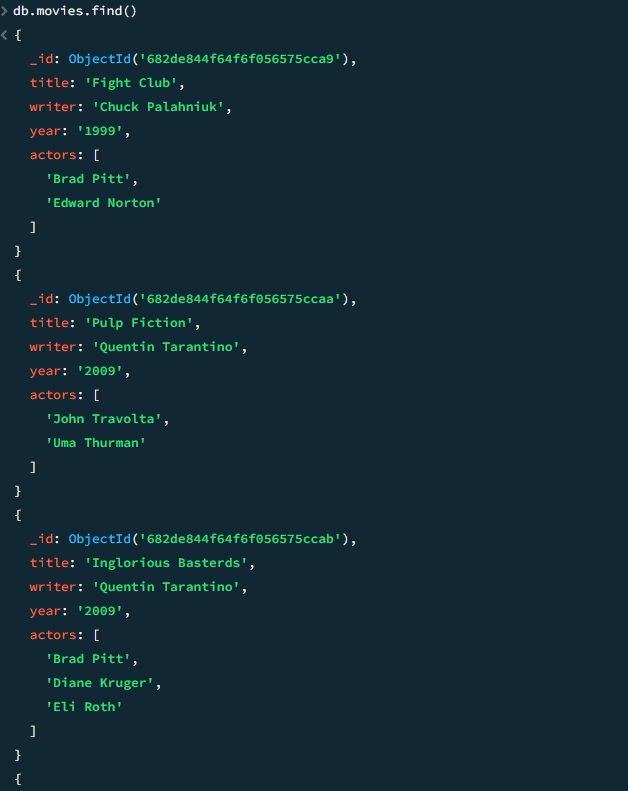 > db.movies.find()
< {
_id: ObjectId('682de844f64f6f056575cca9'),
title: 'Fight Club',
writer: 'Chuck Palahniuk',
year: '1999',
actors: [
'Brad Pitt',
'Edward Norton'
]
}
{
_id: ObjectId('682de844f64f6f056575ccaa'),
title: 'Pulp Fiction',
writer: 'Quentin Tarantino',
year: '2009',
actors: [
'John Travolta',
'Uma Thurman'
]
}
{
_id: ObjectId('682de844f64f6f056575ccab'),
title: 'Inglorious Basterds',
writer: 'Quentin Tarantino',
year: '2009',
actors: [
'Brad Pitt',
'Diane Kruger',
'Eli Roth'
]
}
{